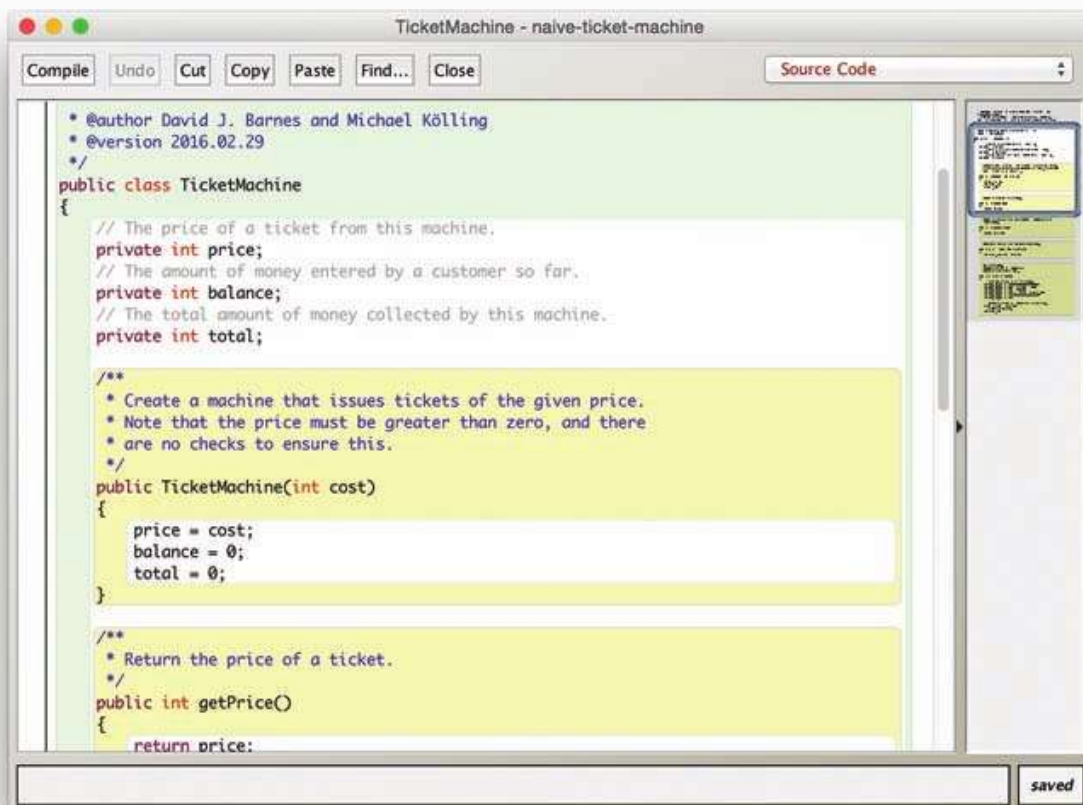 TicketMachine - naive-ticket-machine
Compile Undo Cut Copy Paste Find... Close Source Code
* @author David J. Barnes and Michael Kölling
* @version 2016.02.29
*/
public class TicketMachine
{
// The price of a ticket from this machine.
private int price;
// The amount of money entered by a customer so far.
private int balance;
// The total amount of money collected by this machine.
private int total;
/**
* Create a machine that issues tickets of the given price.
* Note that the price must be greater than zero, and there
* are no checks to ensure this.
*/
public TicketMachine(int cost)
{
price = cost;
balance = 0;
total = 0;
}
/**
* Return the price of a ticket.
*/
public int getPrice()
{
return price;
saved